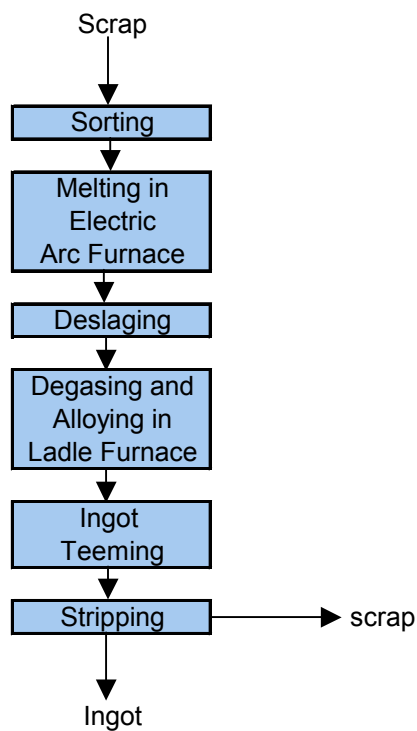 Scrap
Sorting
Melting in
Electric
Arc Furnace
Deslaging
Degasing and
Alloying in
Ladle Furnace
Ingot
Teeming
Stripping
scrap
Ingot